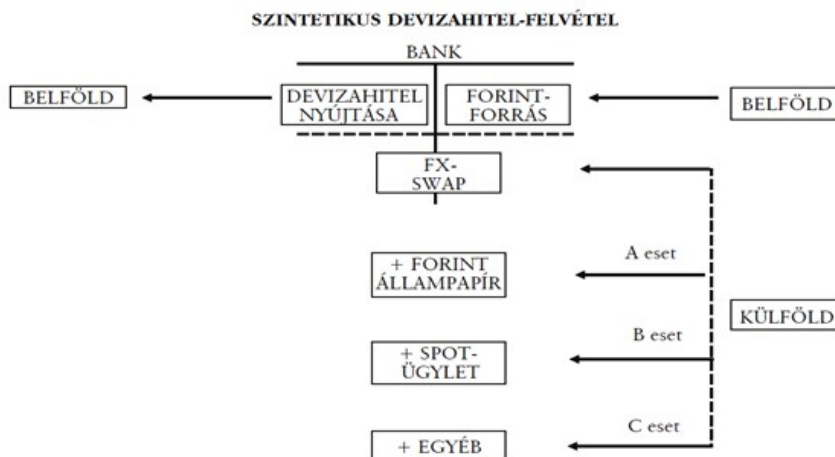 SZINTETIKUS DEVIZAHITEL-FELVÉTEL
BANK
BELFÖLD
DEVIZAHITEL
NYÚJTÁSA
FORINT-
FORRÁS
BELFÖLD
FX-
SWAP
+ FORINT
ÁLLAMPAPÍR
A eset
KÜLFÖLD
+ SPOT-
ÜGYLET
B eset
+ EGYÉB
C eset